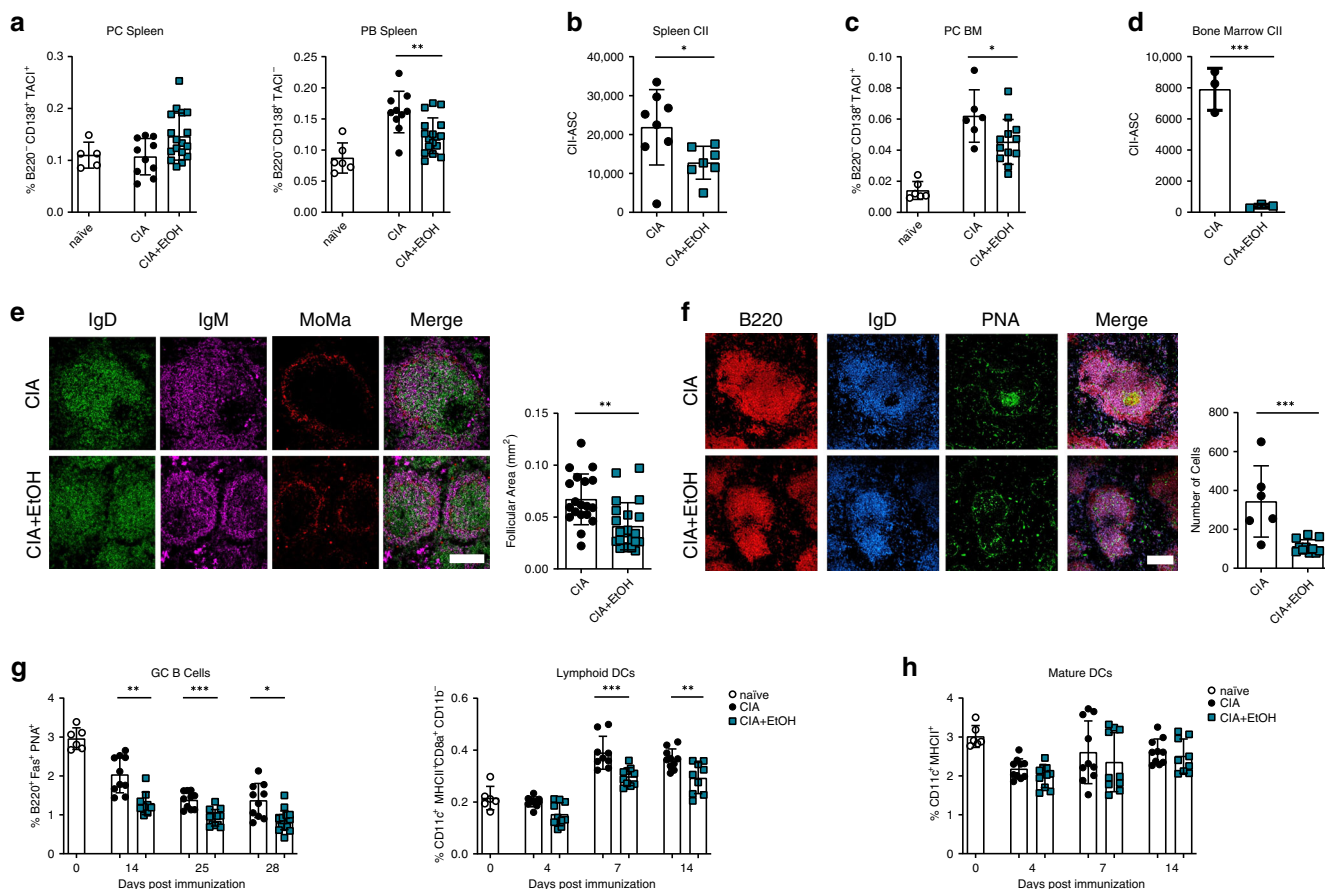 a
PC Spleen
% B220⁻ CD138⁺ TACI⁺
0.3
0.2
0.1
0.0
naïve
CIA
CIA+EtOH
PB Spleen
% B220⁻ CD138⁺ TACI⁻
0.25
0.20
0.15
0.10
0.05
0.00
**
naïve
CIA
CIA+EtOH
b
Spleen CII
CII-ASC
40,000
30,000
20,000
10,000
0
*
CIA
CIA+EtOH
c
PC BM
% B220⁻ CD138⁺ TACI⁺
0.10
0.08
0.06
0.04
0.02
0.00
*
naïve
CIA
CIA+EtOH
d
Bone Marrow CII
CII-ASC
10,000
8000
6000
4000
2000
0
***
CIA
CIA+EtOH
e
IgD IgM MoMa Merge
CIA
CIA+EtOH
Follicular Area (mm²)
0.15
0.10
0.05
0.00
**
CIA
CIA+EtOH
f
B220 IgD PNA Merge
CIA
CIA+EtOH
Number of Cells
800
600
400
200
0
***
CIA
CIA+EtOH
g
GC B Cells
% B220⁺ Fas⁺ PNA⁺
4
3
2
1
0
** *** *
0 14 25 28
Days post immunization
Lymphoid DCs
% CD11c⁺ MHCII⁺CD8a⁺ CD11b⁻
0.6
0.4
0.2
0.0
*** **
0 4 7 14
Days post immunization
naïve
CIA
CIA+EtOH
h
Mature DCs
% CD11c⁺ MHCII⁺
4
3
2
1
0
0 4 7 14
Days post immunization
naïve
CIA
CIA+EtOH